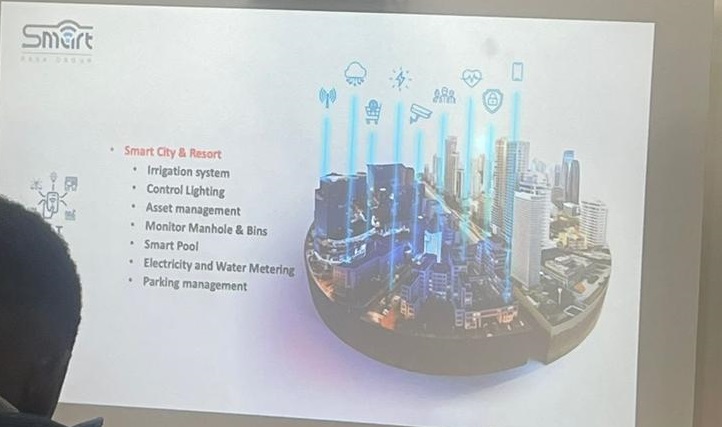 Smart
Smart City & Resort
Irrigation system
Control Lighting
Asset management
Monitor Manhole & Bins
Smart Pool
Electricity and Water Metering
Parking management